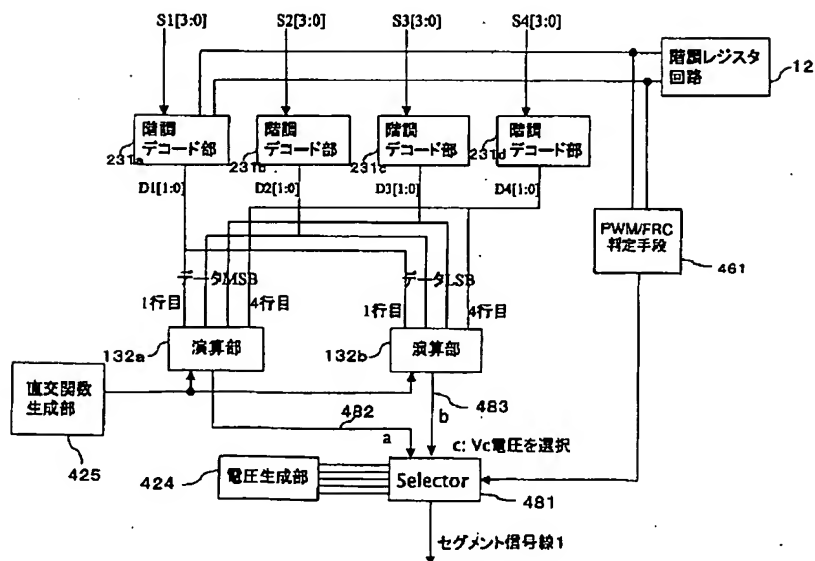 S1[3:0]
S2[3:0]
S3[3:0]
S4[3:0]
階調レジスタ
回路
12
階調
デコード部
階調
デコード部
階調
デコード部
階調
デコード部
231a
231b
231c
231d
D1[1:0]
D2[1:0]
D3[1:0]
D4[1:0]
PWM/FRC
判定手段
461
データMSB
データLSB
1行目
4行目
1行目
4行目
132a
演算部
132b
演算部
直交関数
生成部
425
482
483
a
b
c: Vc電圧を選択
424
電圧生成部
Selector
481
セグメント信号線1